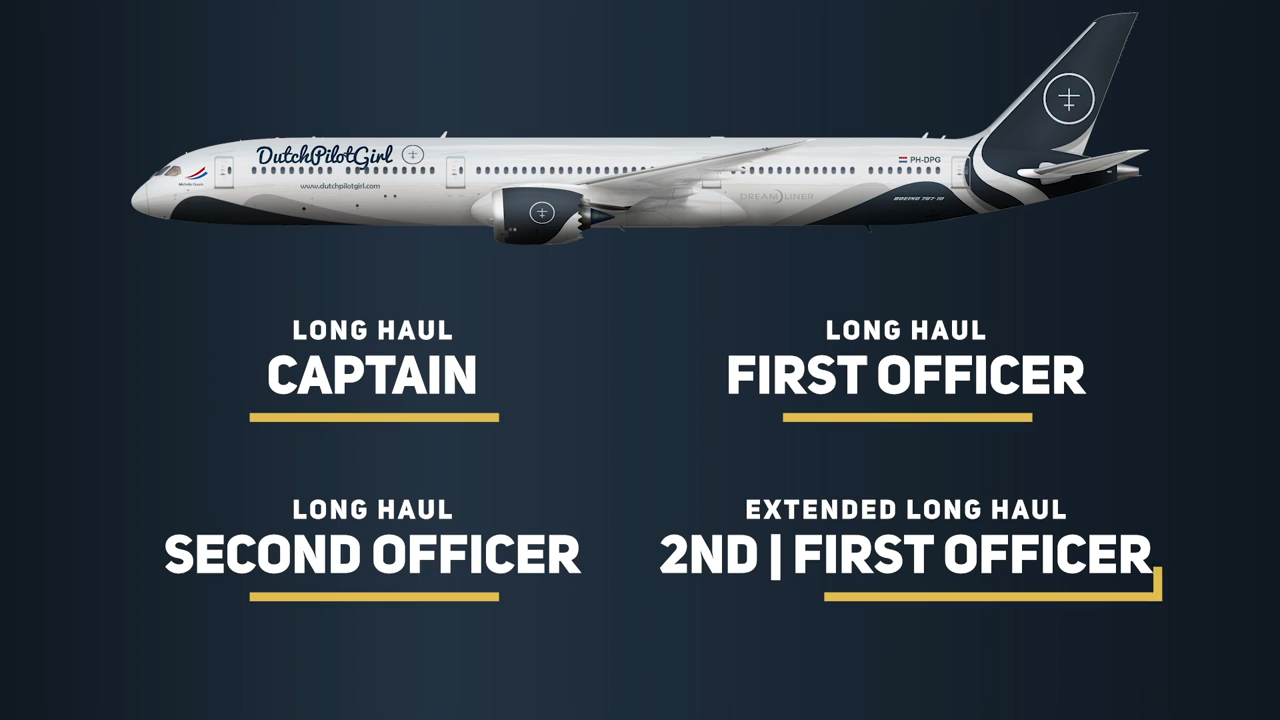 DutchPilotGirl
www.dutchpilotgirl.com
PH-DPG
DREAMLINER
BOEING 787-10
LONG HAUL
CAPTAIN
LONG HAUL
FIRST OFFICER
LONG HAUL
SECOND OFFICER
EXTENDED LONG HAUL
2ND | FIRST OFFICER